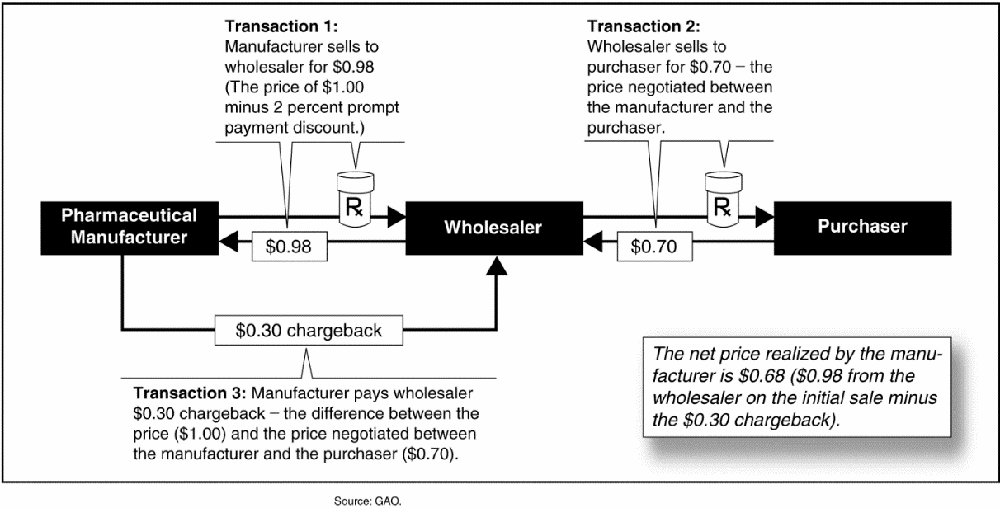 Transaction 1:
Manufacturer sells to
wholesaler for $0.98
(The price of $1.00
minus 2 percent prompt
payment discount.)
Transaction 2:
Wholesaler sells to
purchaser for $0.70 – the
price negotiated between
the manufacturer and the
purchaser.
Pharmaceutical
Manufacturer
Rx
$0.98
Wholesaler
Rx
$0.70
Purchaser
$0.30 chargeback
Transaction 3: Manufacturer pays wholesaler
$0.30 chargeback – the difference between the
price ($1.00) and the price negotiated between
the manufacturer and the purchaser ($0.70).
The net price realized by the manu-
facturer is $0.68 ($0.98 from the
wholesaler on the initial sale minus
the $0.30 chargeback).
Source: GAO.